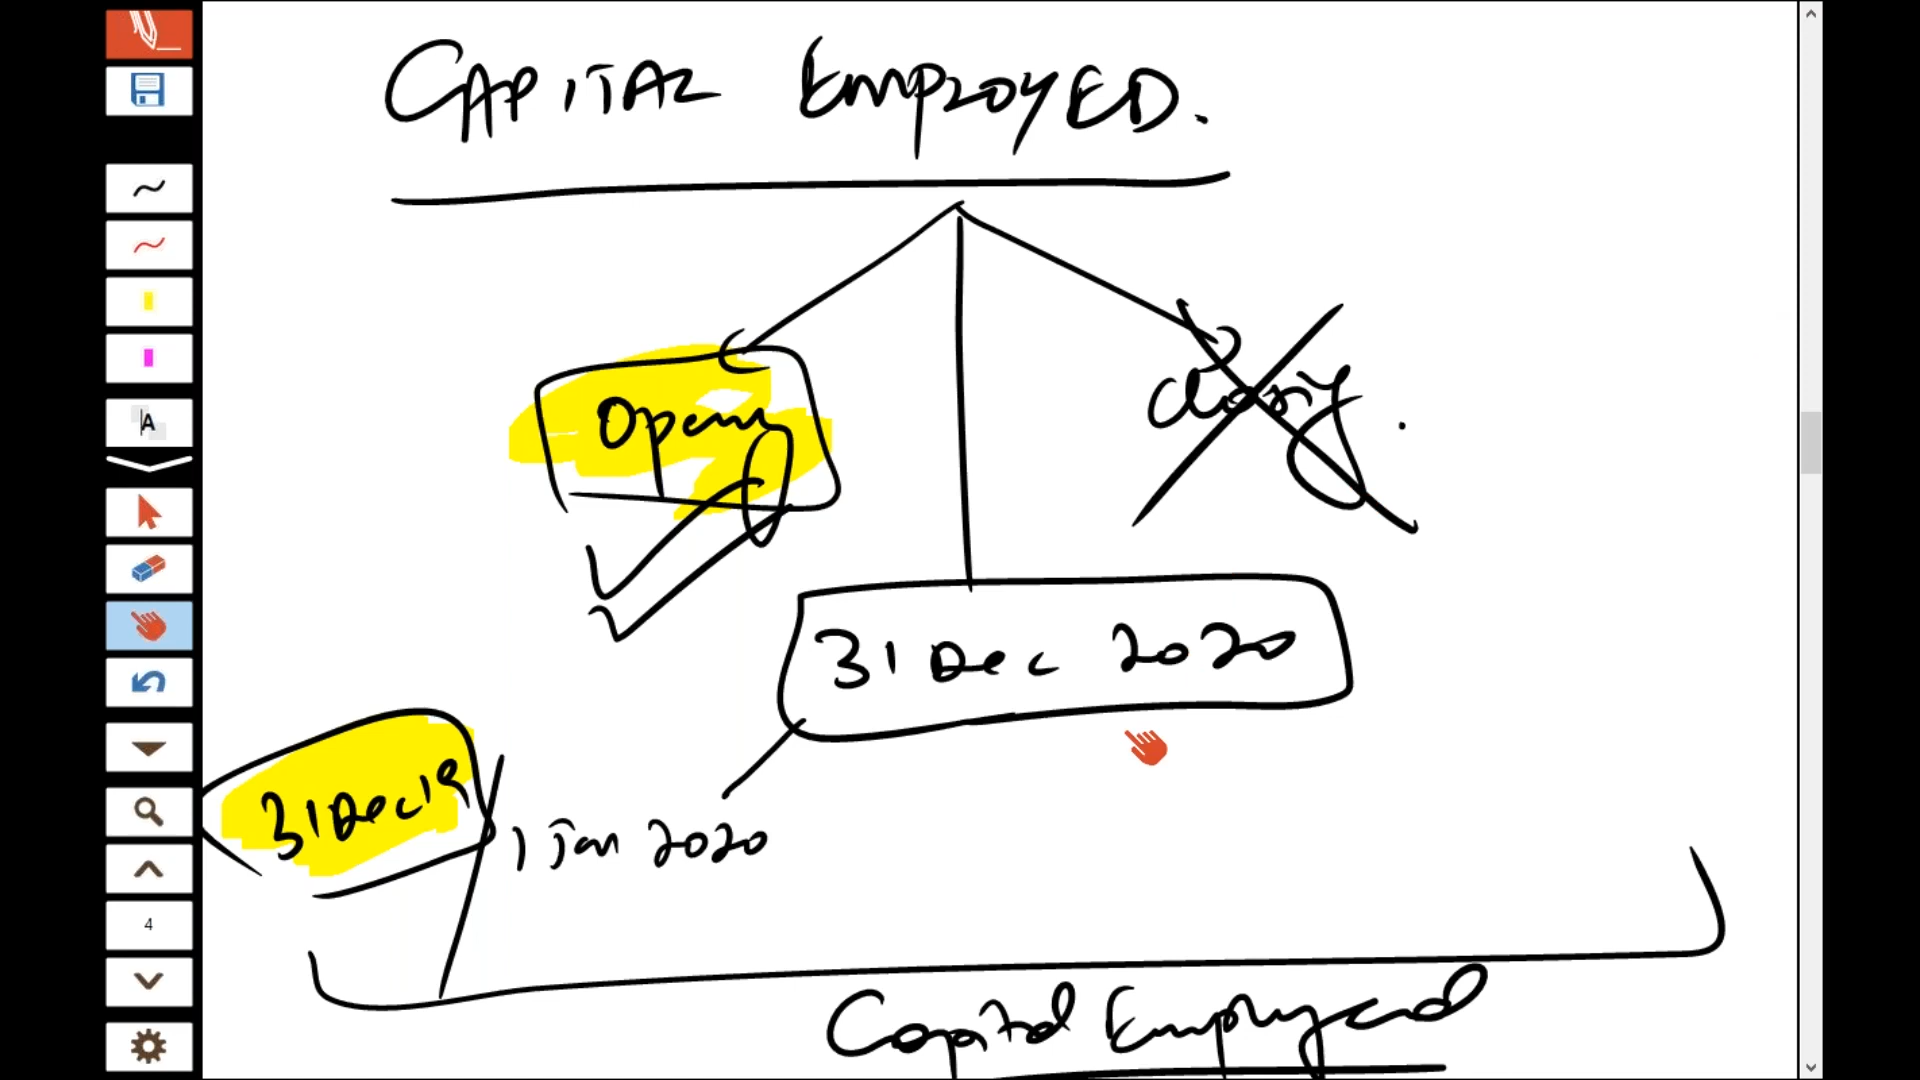 CAPITAL EMPLOYED.
Opening
Closing.
31 Dec 2020
31 Dec 19
1 Jan 2020
Capital Employed
A
4